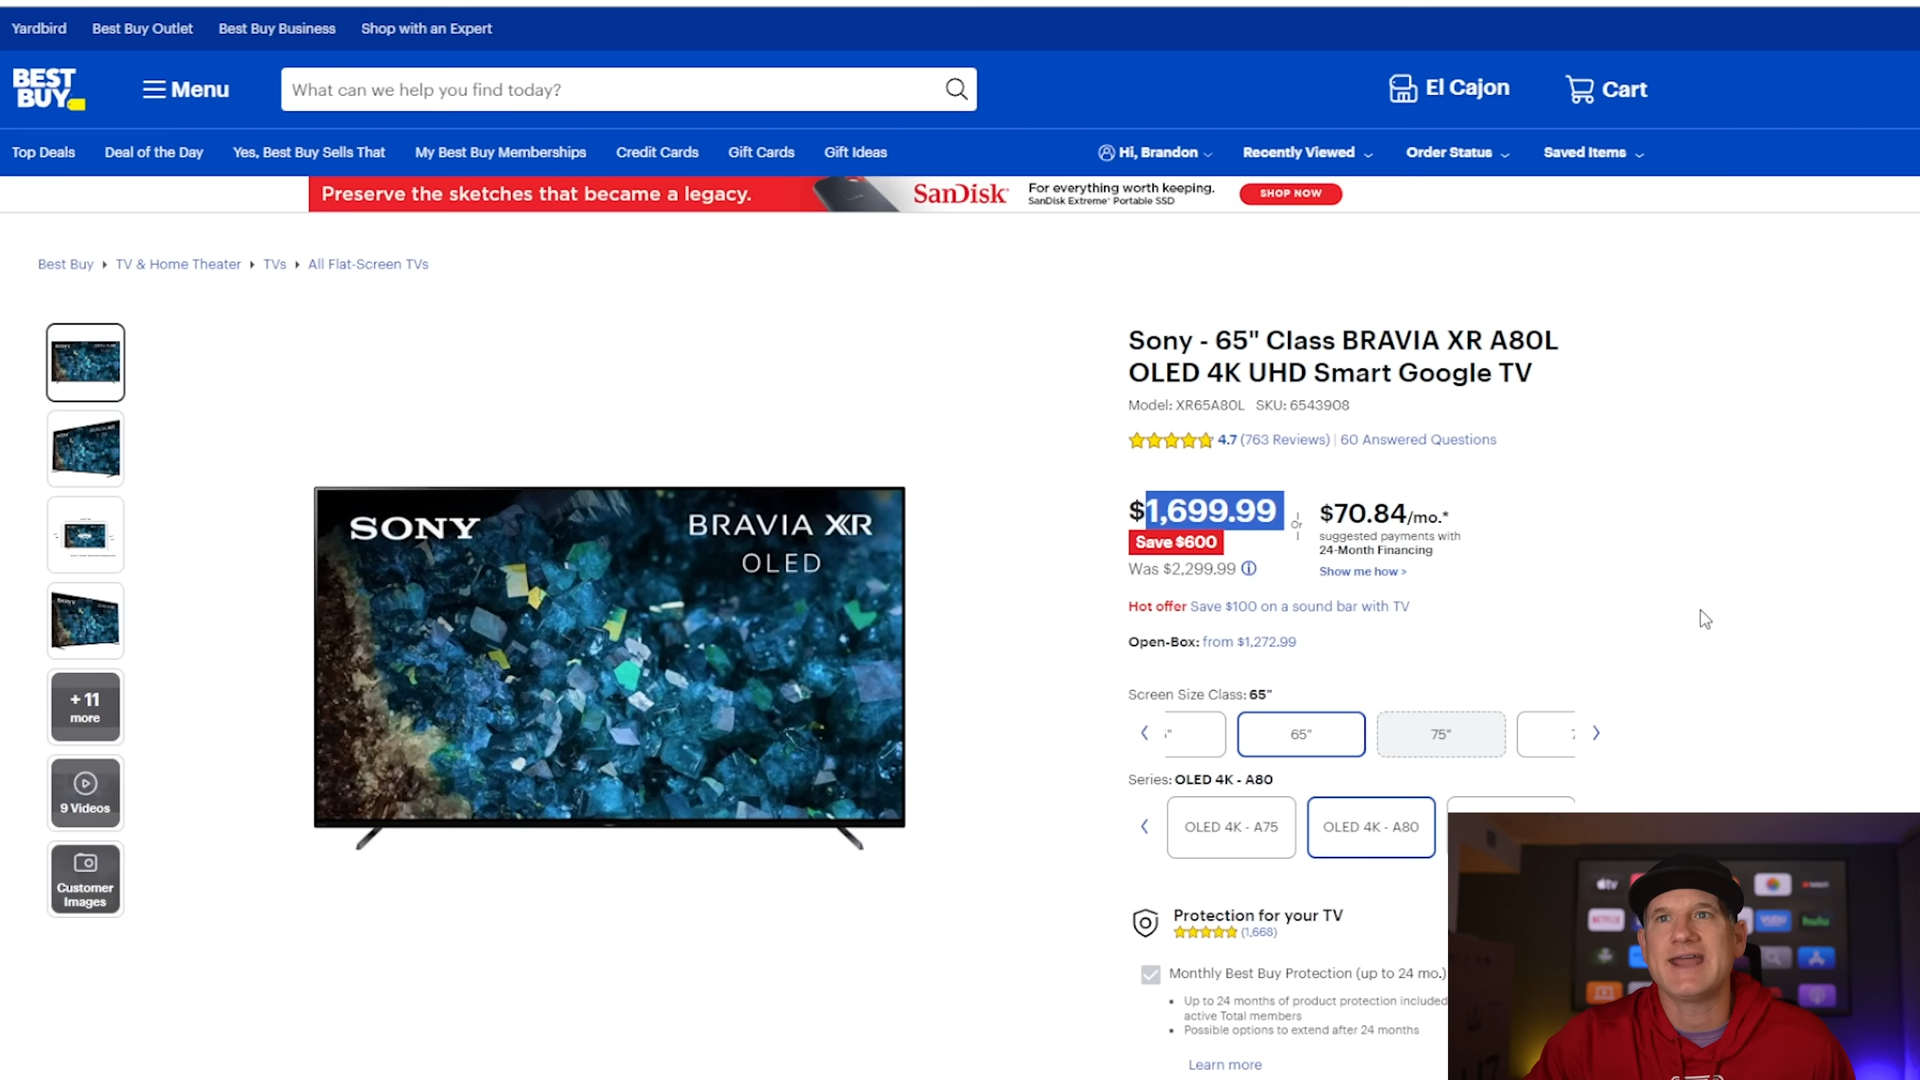 Yardbird Best Buy Outlet Best Buy Business Shop with an Expert
BEST BUY
Menu
What can we help you find today?
El Cajon
Cart
Top Deals Deal of the Day Yes, Best Buy Sells That My Best Buy Memberships Credit Cards Gift Cards Gift Ideas Hi, Brandon Recently Viewed Order Status Saved Items
Preserve the sketches that became a legacy. SanDisk For everything worth keeping. SHOP NOW
SanDisk Extreme® Portable SSD
Best Buy TV & Home Theater TVs All Flat-Screen TVs
Sony - 65" Class BRAVIA XR A80L
OLED 4K UHD Smart Google TV
Model: XR65A80L SKU: 6543908
4.7 (763 Reviews) | 60 Answered Questions
$1,699.99
Save $600
Was $2,299.99
Or
$70.84/mo.*
suggested payments with
24-Month Financing
Show me how >
Hot offer Save $100 on a sound bar with TV
Open-Box: from $1,272.99
Screen Size Class: 65"
65" 75"
Series: OLED 4K - A80
OLED 4K - A75 OLED 4K - A80
Protection for your TV
(1,668)
Monthly Best Buy Protection (up to 24 mo.)
Up to 24 months of product protection included
active Total members
Possible options to extend after 24 months
Learn more
SONY
BRAVIA XR
OLED
+ 11
more
9 Videos
Customer
Images
tv
NETFLIX
VUDU
hulu